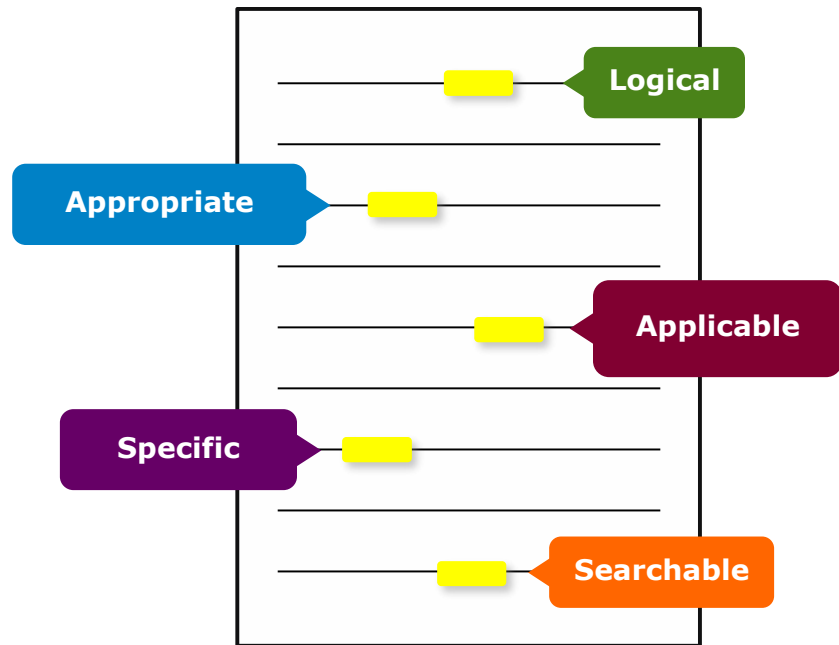 Logical
Appropriate
Applicable
Specific
Searchable